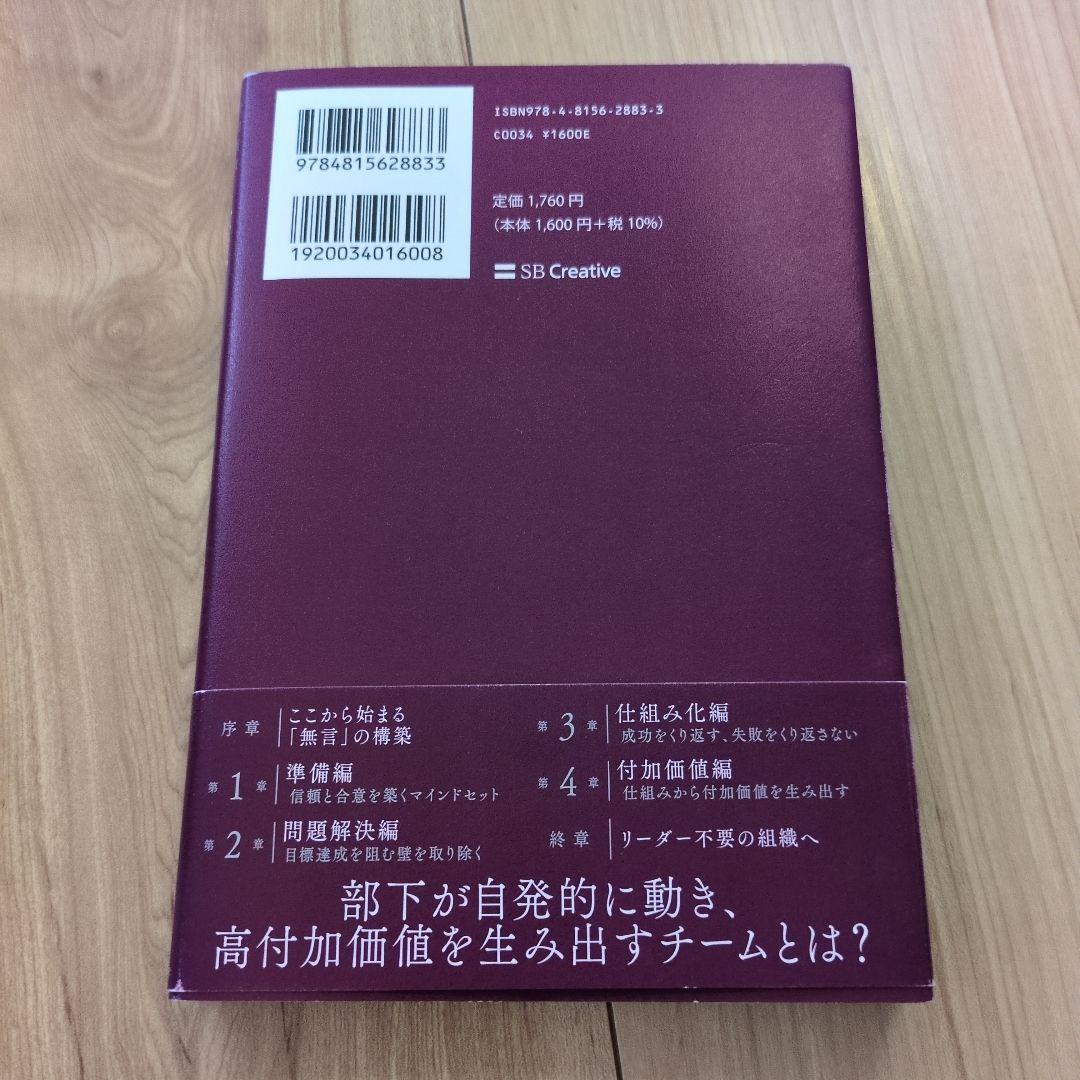 9784815628833
1920034016008
ISBN978-4-8156-2883-3
C0034 ¥1600E
定価 1,760 円
(本体 1,600 円+税 10%)
SB Creative
序章
ここから始まる
「無言」の構築
第1章
準備編
信頼と合意を築くマインドセット
第2章
問題解決編
目標達成を阻む壁を取り除く
第3章
仕組み化編
成功をくり返す、失敗をくり返さない
第4章
付加価値編
仕組みから付加価値を生み出す
終章
リーダー不要の組織へ
部下が自発的に動き、
高付加価値を生み出すチームとは?